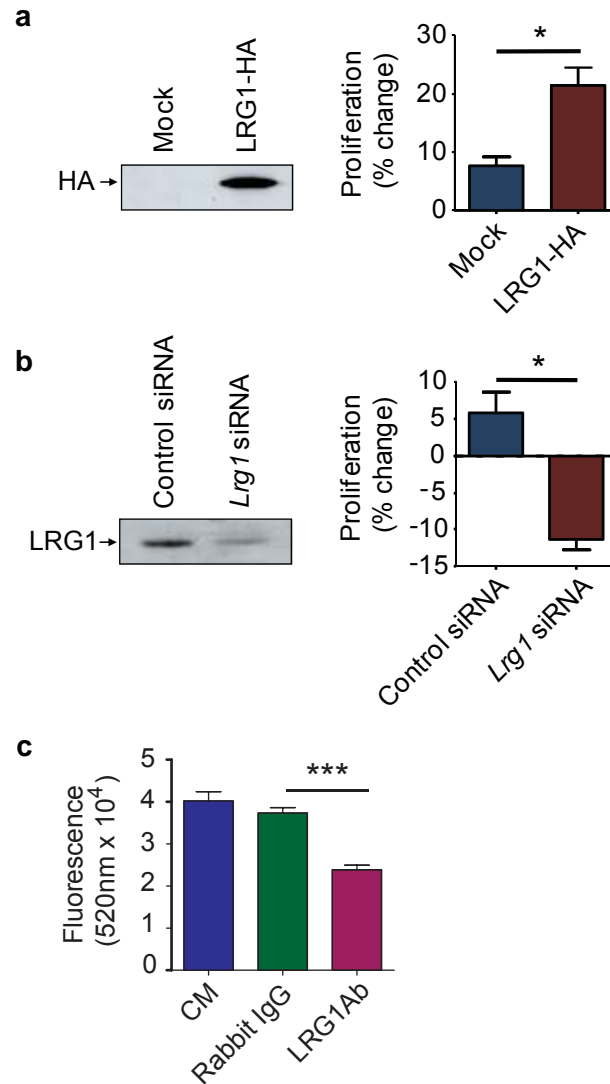 a
Mock
LRG1-HA
HA
Proliferation
(% change)
30
20
10
0
*
Mock
LRG1-HA
b
Control siRNA
Lrg1 siRNA
LRG1
Proliferation
(% change)
10
5
0
-5
-10
-15
*
Control siRNA
Lrg1 siRNA
c
Fluorescence
(520nm x 10⁴)
5
4
3
2
1
0
***
CM
Rabbit IgG
LRG1Ab